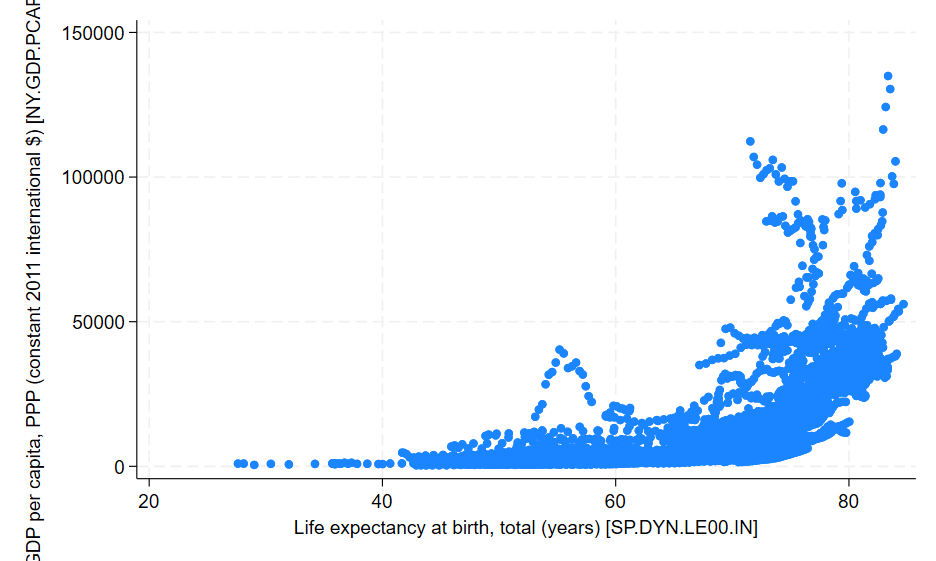 150000
100000
50000
0
20 40 60 80
Life expectancy at birth, total (years) [SP.DYN.LE00.IN]
GDP per capita, PPP (constant 2011 international $) [NY.GDP.PCAP